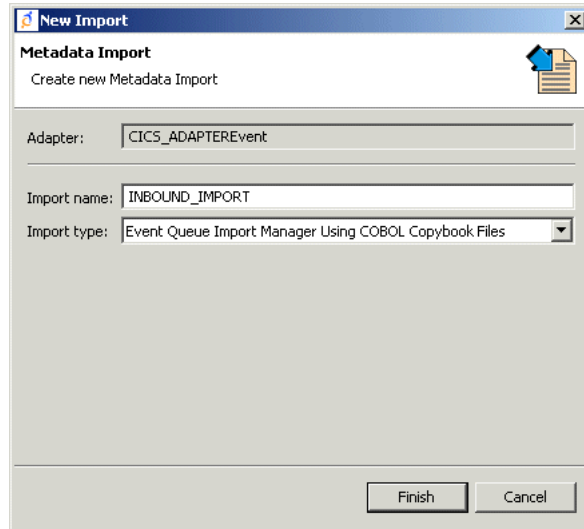 New Import
Metadata Import
Create new Metadata Import
Adapter: CICS_ADAPTEREvent
Import name: INBOUND_IMPORT
Import type: Event Queue Import Manager Using COBOL Copybook Files
Finish Cancel